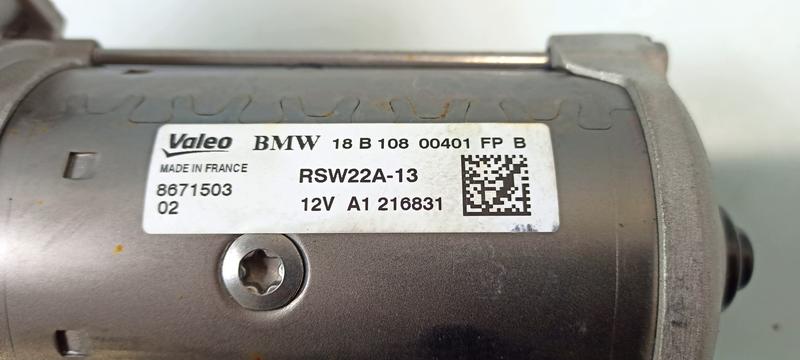 Valeo BMW 18 B 108 00401 FP B
MADE IN FRANCE
RSW22A-13
8671503
02
12V A1 216831